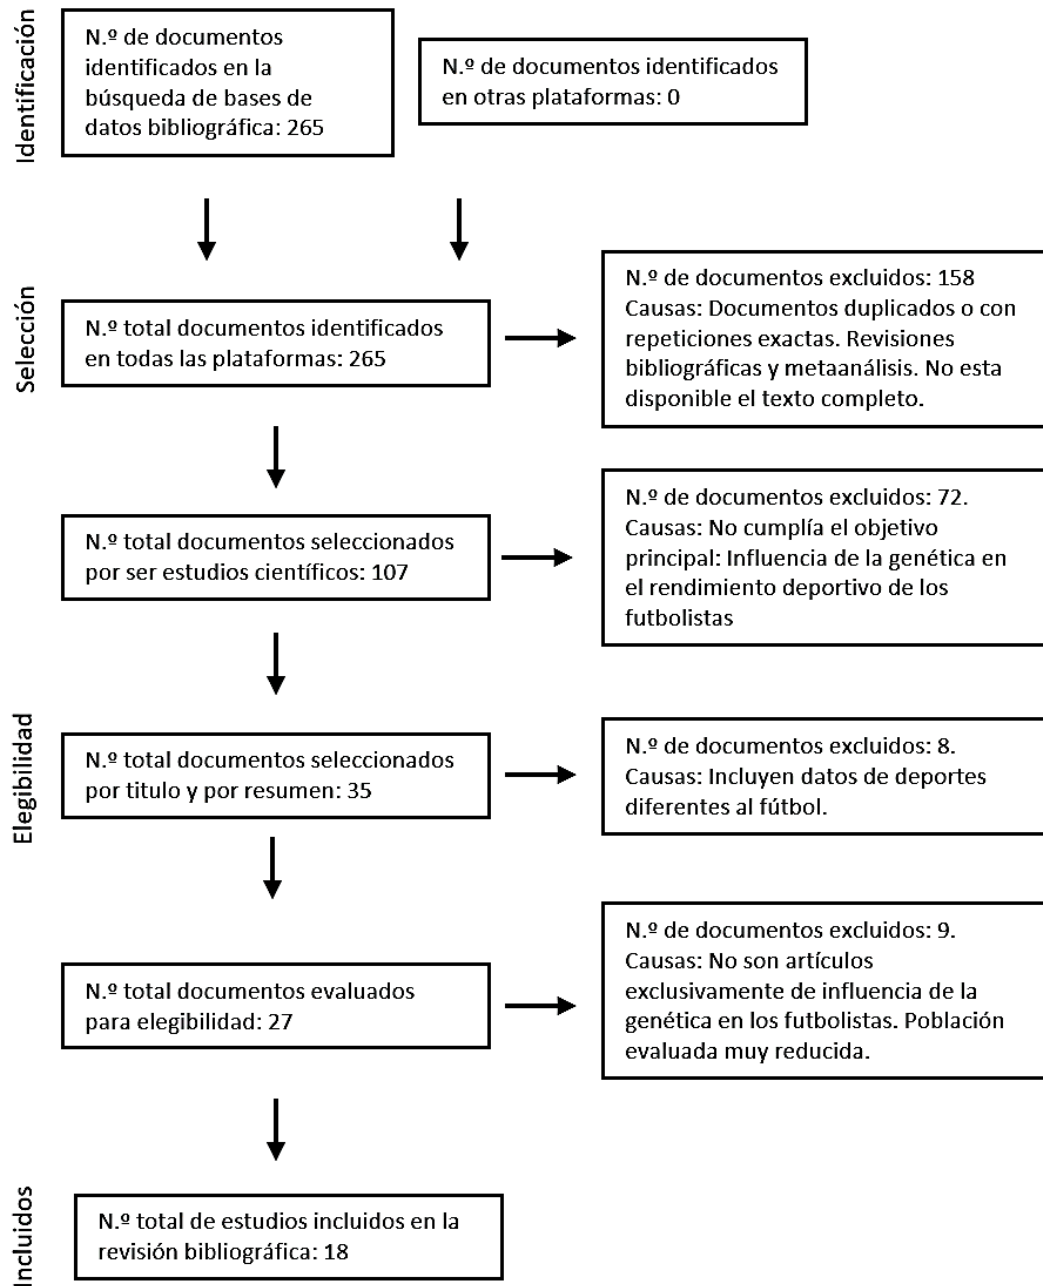 Identificación
N.º de documentos
identificados en la
búsqueda de bases de
datos bibliográfica: 265
N.º de documentos identificados
en otras plataformas: 0
Selección
N.º total documentos identificados
en todas las plataformas: 265
N.º de documentos excluidos: 158
Causas: Documentos duplicados o con
repeticiones exactas. Revisiones
bibliográficas y metaanálisis. No esta
disponible el texto completo.
N.º total documentos seleccionados
por ser estudios científicos: 107
N.º de documentos excluidos: 72.
Causas: No cumplía el objetivo
principal: Influencia de la genética en
el rendimiento deportivo de los
futbolistas
Elegibilidad
N.º total documentos seleccionados
por titulo y por resumen: 35
N.º de documentos excluidos: 8.
Causas: Incluyen datos de deportes
diferentes al fútbol.
N.º total documentos evaluados
para elegibilidad: 27
N.º de documentos excluidos: 9.
Causas: No son artículos
exclusivamente de influencia de la
genética en los futbolistas. Población
evaluada muy reducida.
Incluidos
N.º total de estudios incluidos en la
revisión bibliográfica: 18